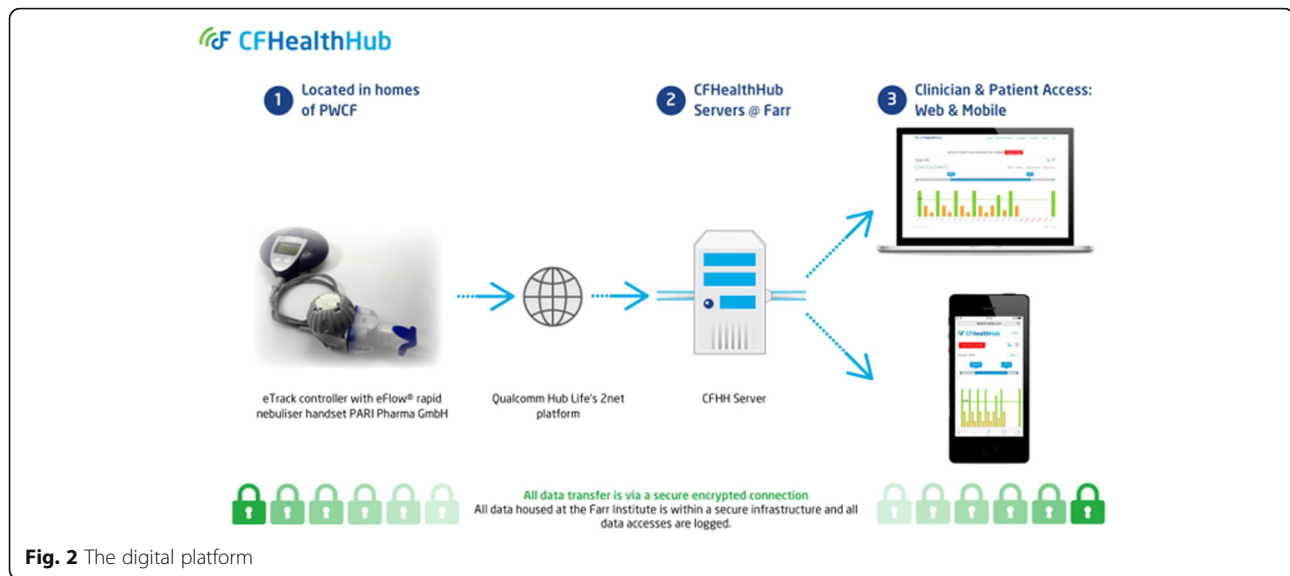 CFHealthHub
1 Located in homes
of PWCF
2 CFHealthHub
Servers @ Farr
3 Clinician & Patient Access:
Web & Mobile
CFHealthHub
eTrack controller with eFlow® rapid
nebuliser handset PARI Pharma GmbH
Qualcomm Hub Life's 2net
platform
CFHH Server
All data transfer is via a secure encrypted connection
All data housed at the Farr Institute is within a secure infrastructure and all
data accesses are logged.
Fig. 2 The digital platform